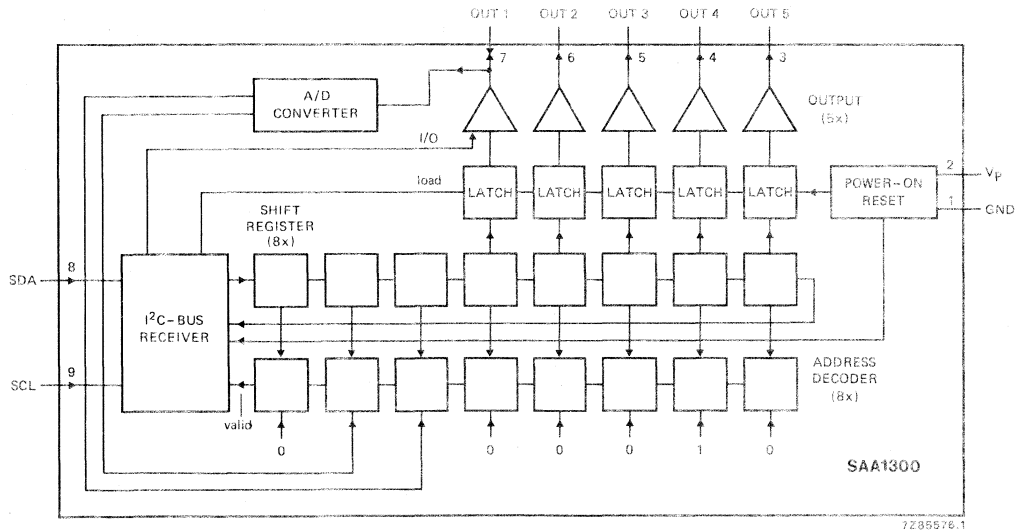 OUT 1 OUT 2 OUT 3 OUT 4 OUT 5
7 6 5 4 3
A/D
CONVERTER
OUTPUT
(5x)
I/O
load
LATCH LATCH LATCH LATCH LATCH
POWER-ON
RESET
2
VP
1
GND
SHIFT
REGISTER
(8x)
SDA
8
I²C-BUS
RECEIVER
SCL
9
valid
ADDRESS
DECODER
(8x)
0 0 0 0 1 0
SAA1300
7Z85576.1